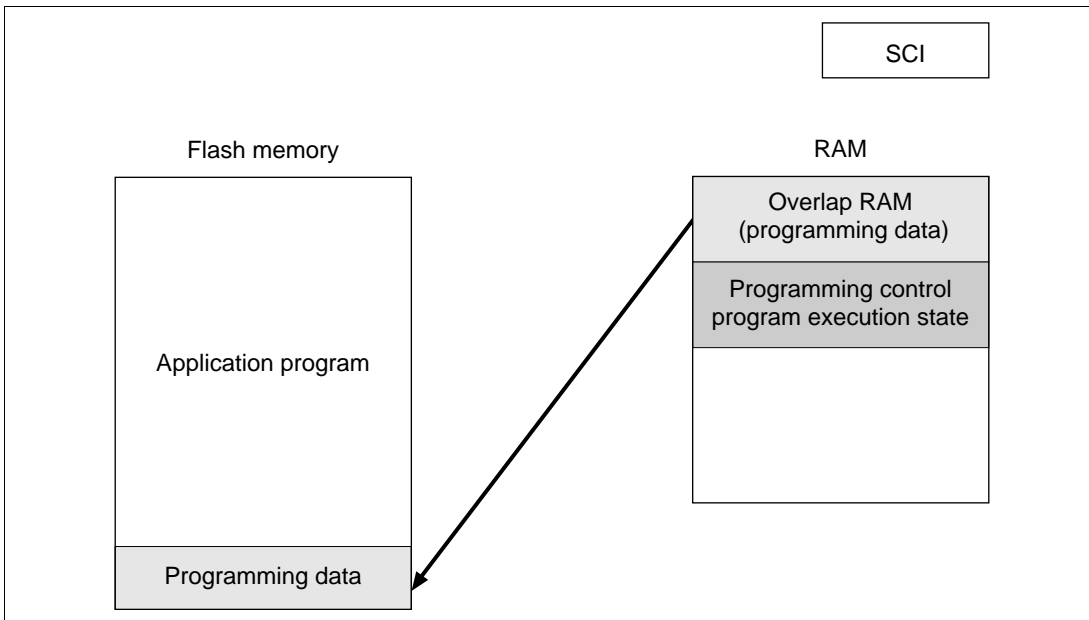 SCI
Flash memory
RAM
Overlap RAM
(programming data)
Programming control
program execution state
Application program
Programming data